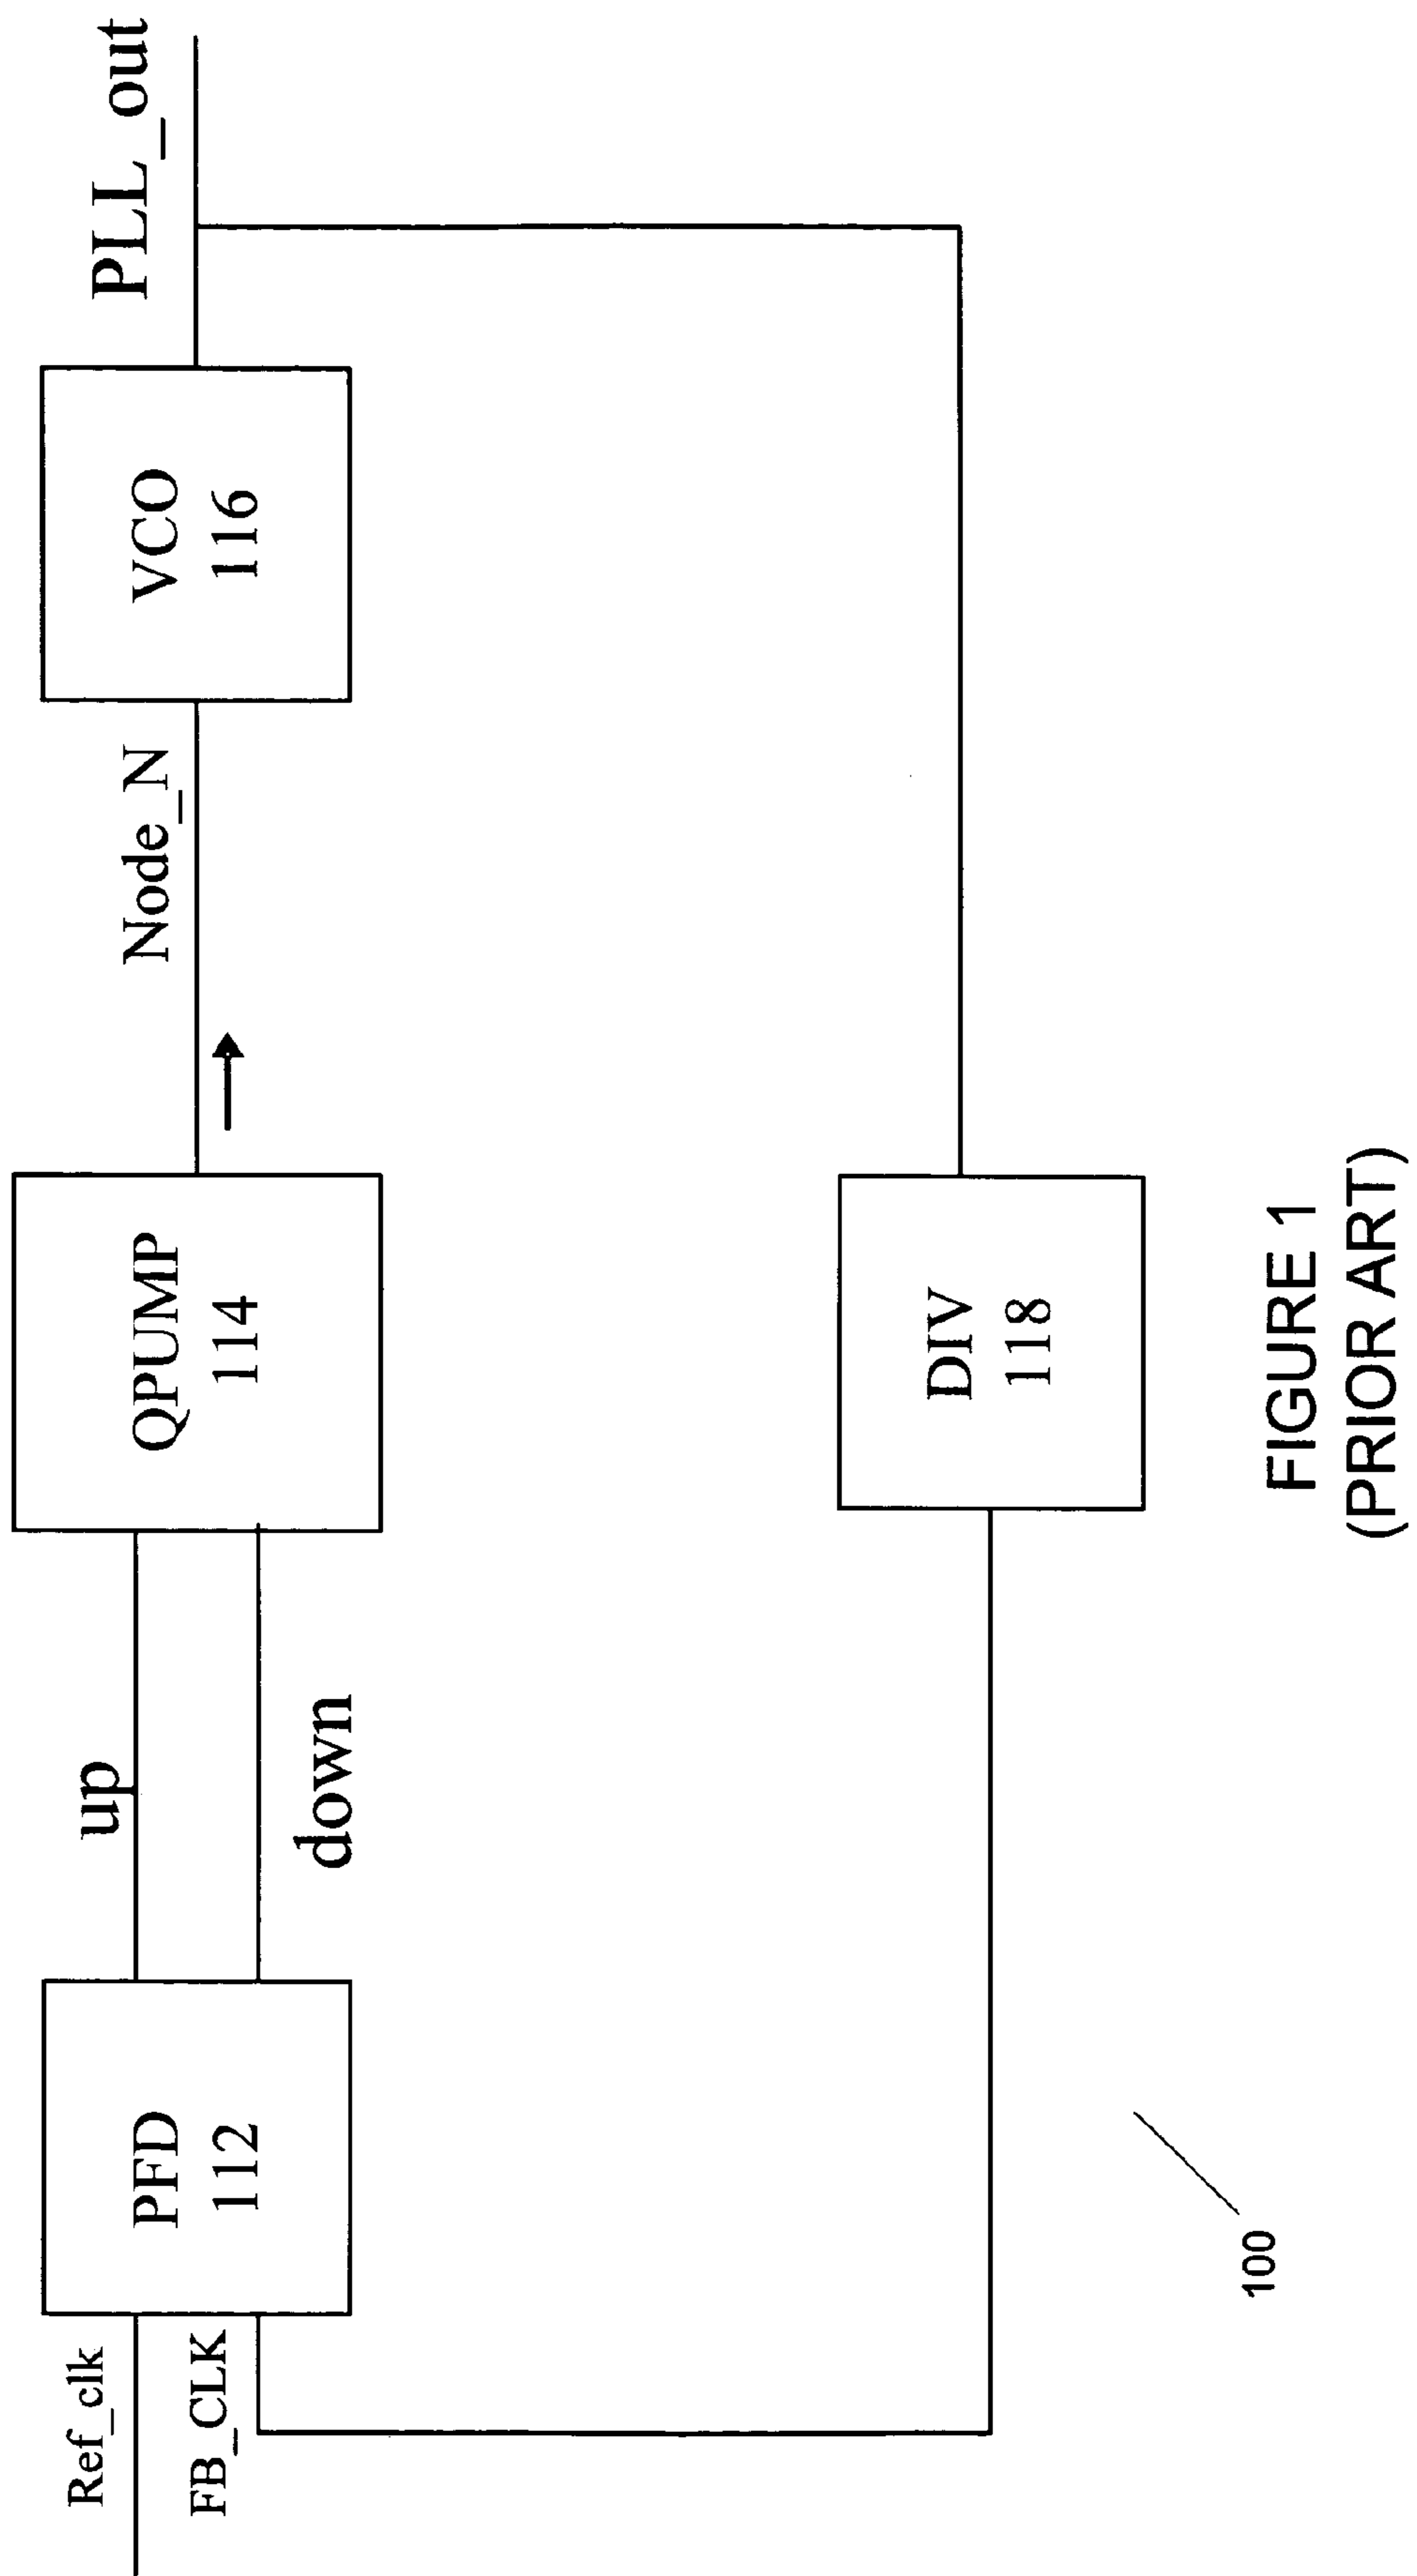 PLL_out
VCO
116
Node_N
QPUMP
114
up
down
PFD
112
Ref_clk
FB_CLK
DIV
118
100
FIGURE 1
(PRIOR ART)